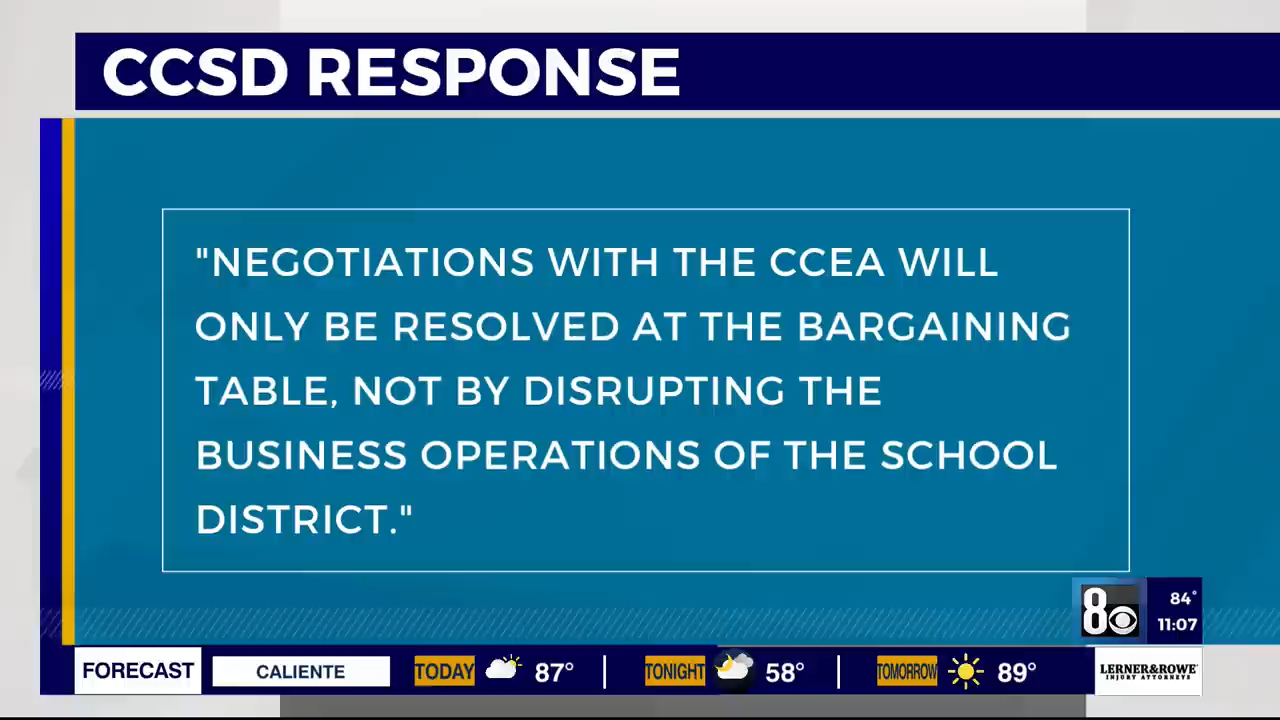 CCSD RESPONSE
"NEGOTIATIONS WITH THE CCEA WILL
ONLY BE RESOLVED AT THE BARGAINING
TABLE, NOT BY DISRUPTING THE
BUSINESS OPERATIONS OF THE SCHOOL
DISTRICT."
8
84°
11:07
FORECAST CALIENTE TODAY 87° TONIGHT 58° TOMORROW 89° LERNER&ROWE
INJURY ATTORNEYS